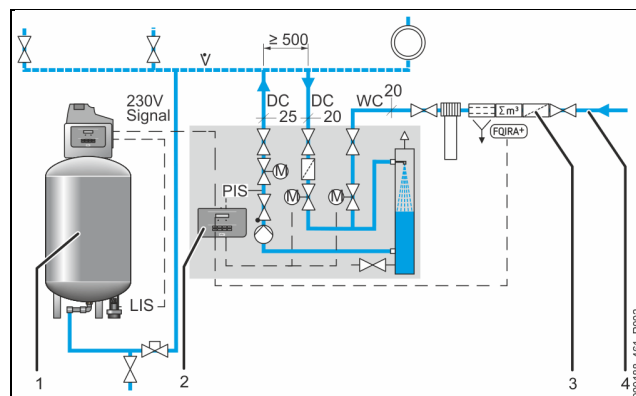 ≥ 500
V̇
230V
Signal
DC
25
DC
20
WC
20
Σm³
FQIRA+
M
PIS
M
M
LIS
1
2
3
4